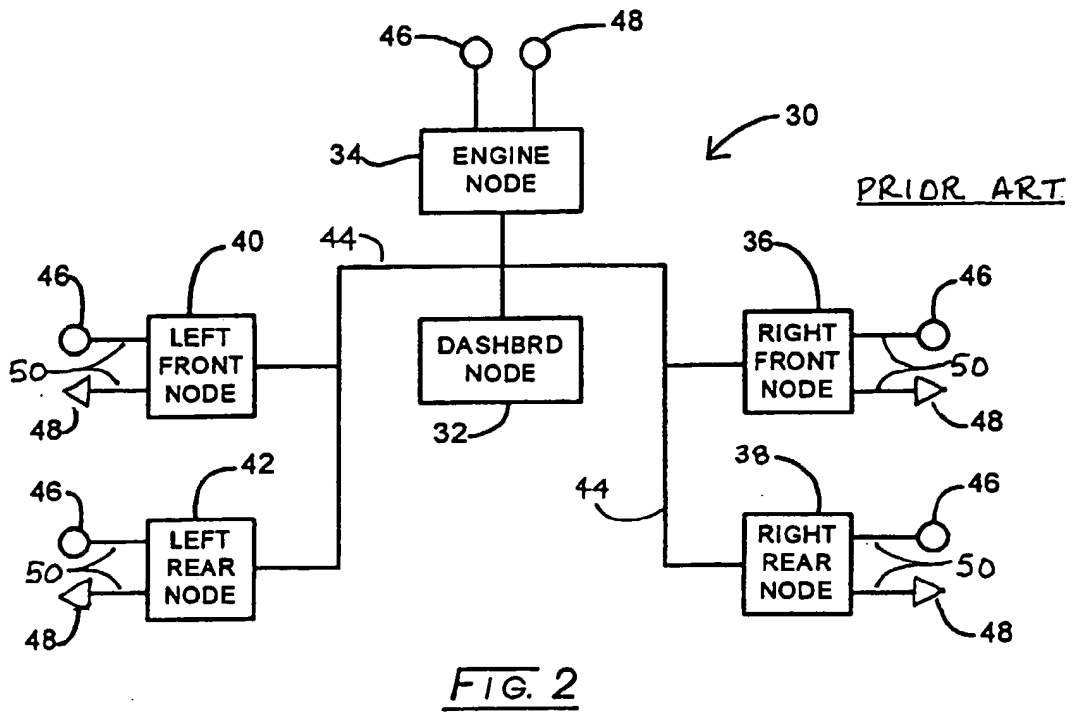 46
48
30
34
ENGINE
NODE
PRIOR ART
44
40
36
46
46
LEFT
FRONT
NODE
DASHBRD
NODE
RIGHT
FRONT
NODE
50
50
48
32
48
42
38
46
44
46
LEFT
REAR
NODE
RIGHT
REAR
NODE
50
50
48
48
FIG. 2